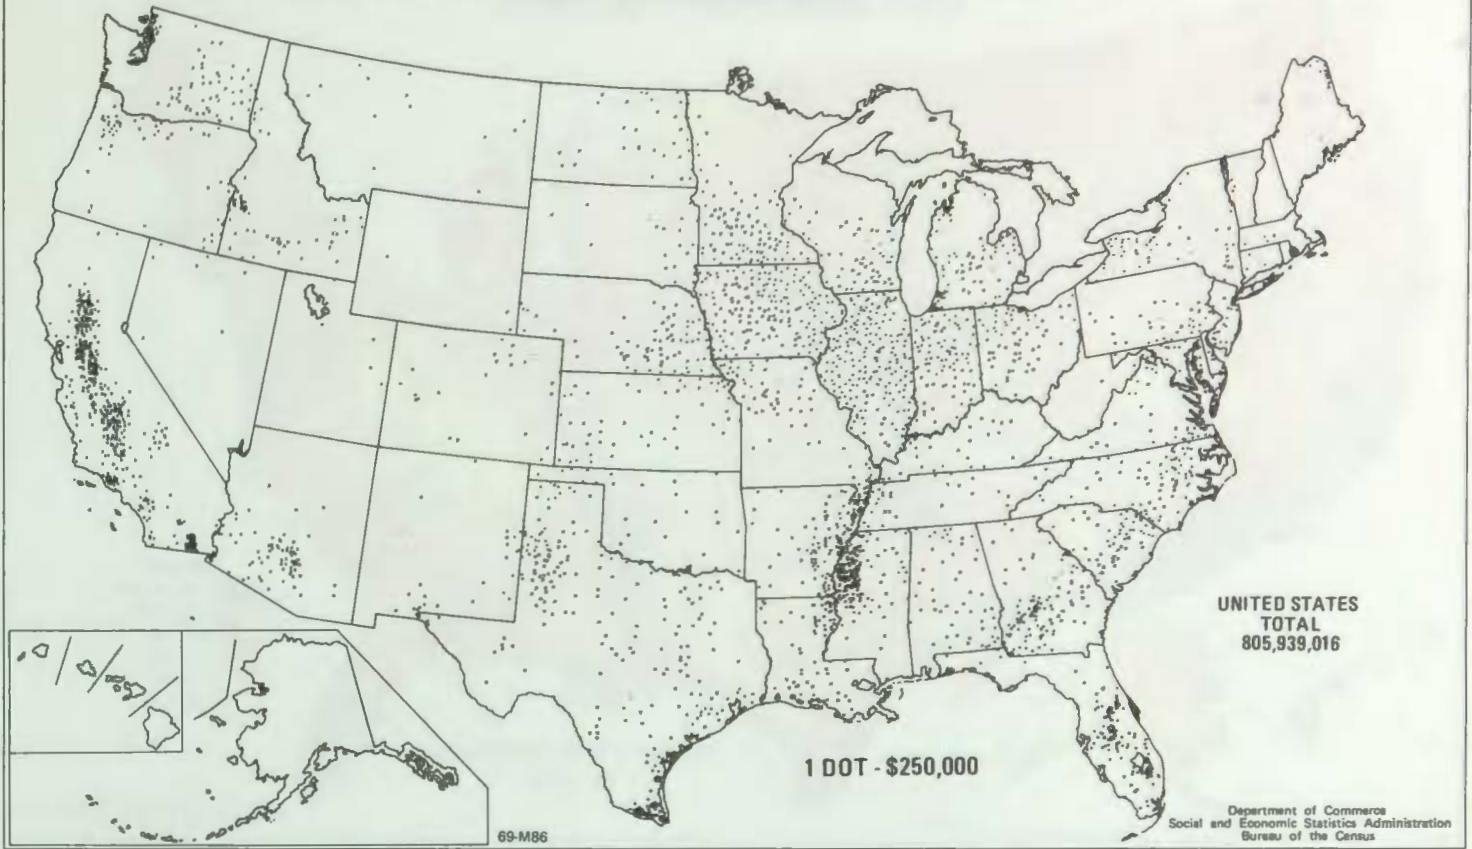 UNITED STATES
TOTAL
805,939,016
1 DOT - $250,000
Department of Commerce
Social and Economic Statistics Administration
Bureau of the Census
69-M86